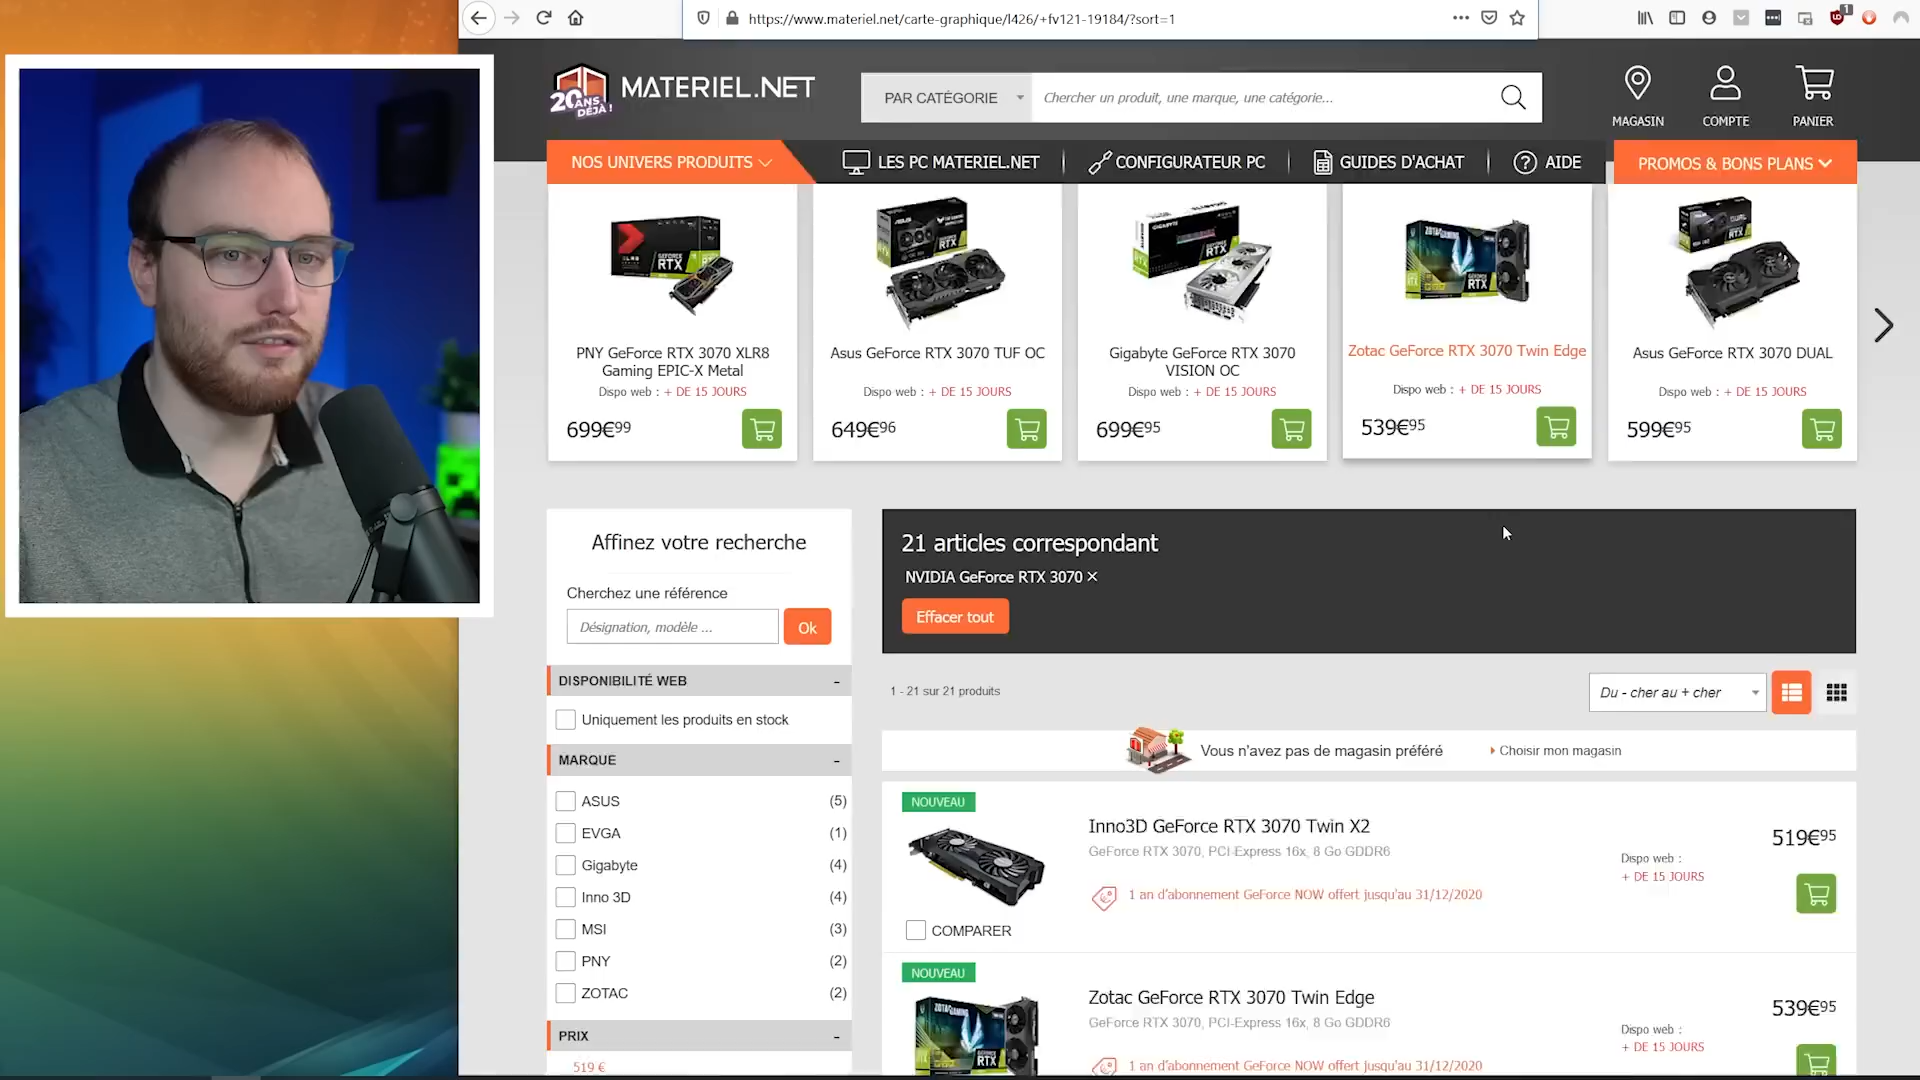 https://www.materiel.net/carte-graphique/l426/+fv121-19184/?sort=1
1
20 ANS DÉJÀ !
MATERIEL.NET
PAR CATÉGORIE
Chercher un produit, une marque, une catégorie...
MAGASIN
COMPTE
PANIER
NOS UNIVERS PRODUITS
LES PC MATERIEL.NET
CONFIGURATEUR PC
GUIDES D'ACHAT
? AIDE
PROMOS & BONS PLANS
PNY GeForce RTX 3070 XLR8
Gaming EPIC-X Metal
Dispo web : + DE 15 JOURS
699€99
Asus GeForce RTX 3070 TUF OC
Dispo web : + DE 15 JOURS
649€96
Gigabyte GeForce RTX 3070
VISION OC
Dispo web : + DE 15 JOURS
699€95
Zotac GeForce RTX 3070 Twin Edge
Dispo web : + DE 15 JOURS
539€95
Asus GeForce RTX 3070 DUAL
Dispo web : + DE 15 JOURS
599€95
Affinez votre recherche
Cherchez une référence
Désignation, modèle ...
Ok
DISPONIBILITÉ WEB -
Uniquement les produits en stock
MARQUE -
ASUS (5)
EVGA (1)
Gigabyte (4)
Inno 3D (4)
MSI (3)
PNY (2)
ZOTAC (2)
PRIX -
519 €
21 articles correspondant
NVIDIA GeForce RTX 3070 ×
Effacer tout
1 - 21 sur 21 produits
Du - cher au + cher
Vous n'avez pas de magasin préféré
Choisir mon magasin
NOUVEAU
Inno3D GeForce RTX 3070 Twin X2
GeForce RTX 3070, PCI-Express 16x, 8 Go GDDR6
1 an d'abonnement GeForce NOW offert jusqu'au 31/12/2020
COMPARER
Dispo web :
+ DE 15 JOURS
519€95
NOUVEAU
Zotac GeForce RTX 3070 Twin Edge
GeForce RTX 3070, PCI-Express 16x, 8 Go GDDR6
1 an d'abonnement GeForce NOW offert jusqu'au 31/12/2020
Dispo web :
+ DE 15 JOURS
539€95